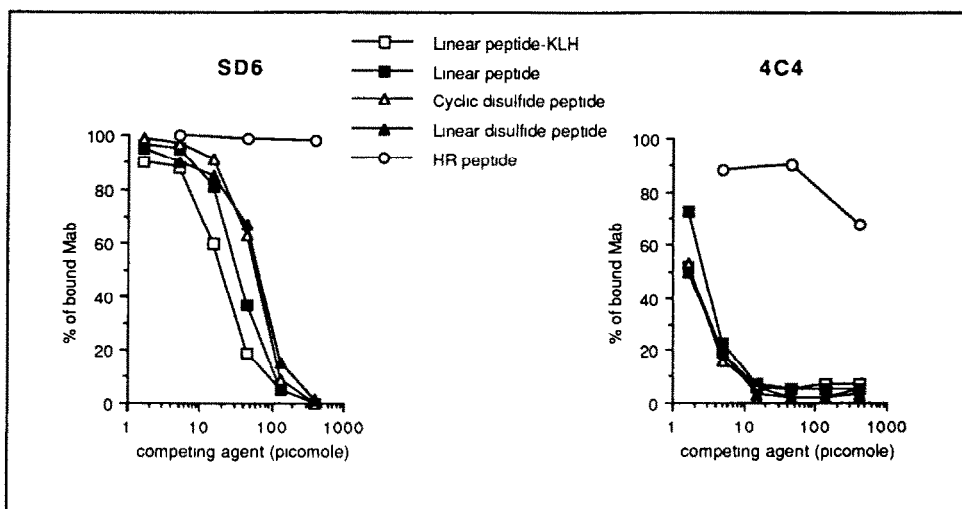 SD6
Linear peptide-KLH
Linear peptide
Cyclic disulfide peptide
Linear disulfide peptide
HR peptide
4C4
% of bound Mab
100
80
60
40
20
0
1
10
100
1000
competing agent (picomole)
% of bound Mab
100
80
60
40
20
0
1
10
100
1000
competing agent (picomole)